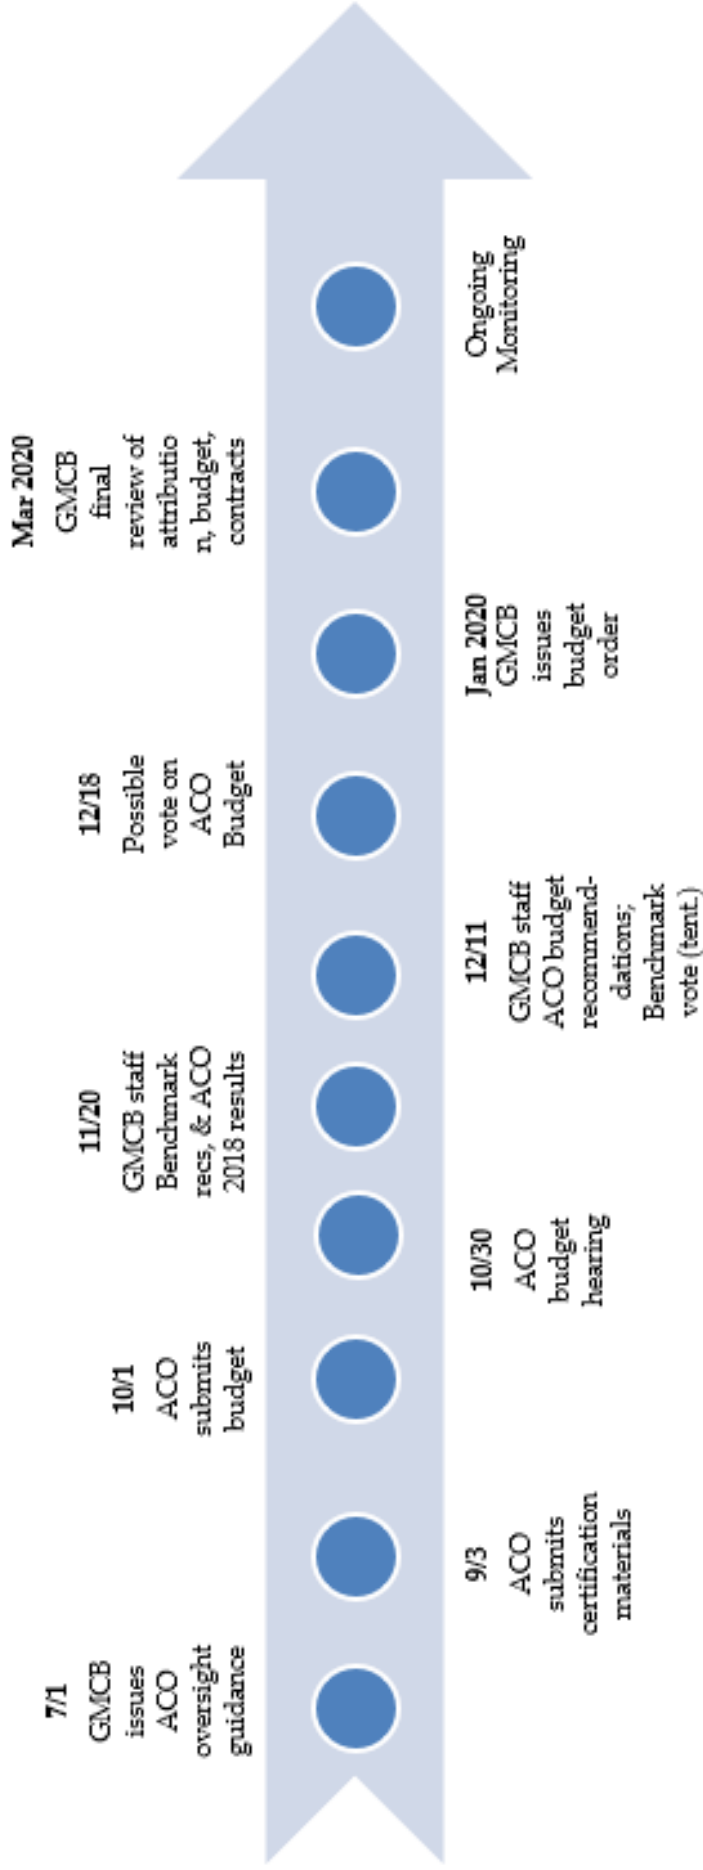 7/1
GMCB
issues
ACO
oversight
guidance
9/3
ACO
submits
certification
materials
10/1
ACO
submits
budget
10/30
ACO
budget
hearing
11/20
GMCB staff
Benchmark
recs, & ACO
2018 results
12/11
GMCB staff
ACO budget
recommend-
dations;
Benchmark
vote (tent.)
12/18
Possible
vote on
ACO
Budget
Jan 2020
GMCB
issues
budget
order
Mar 2020
GMCB
final
review of
attributio
n, budget,
contracts
Ongoing
Monitoring